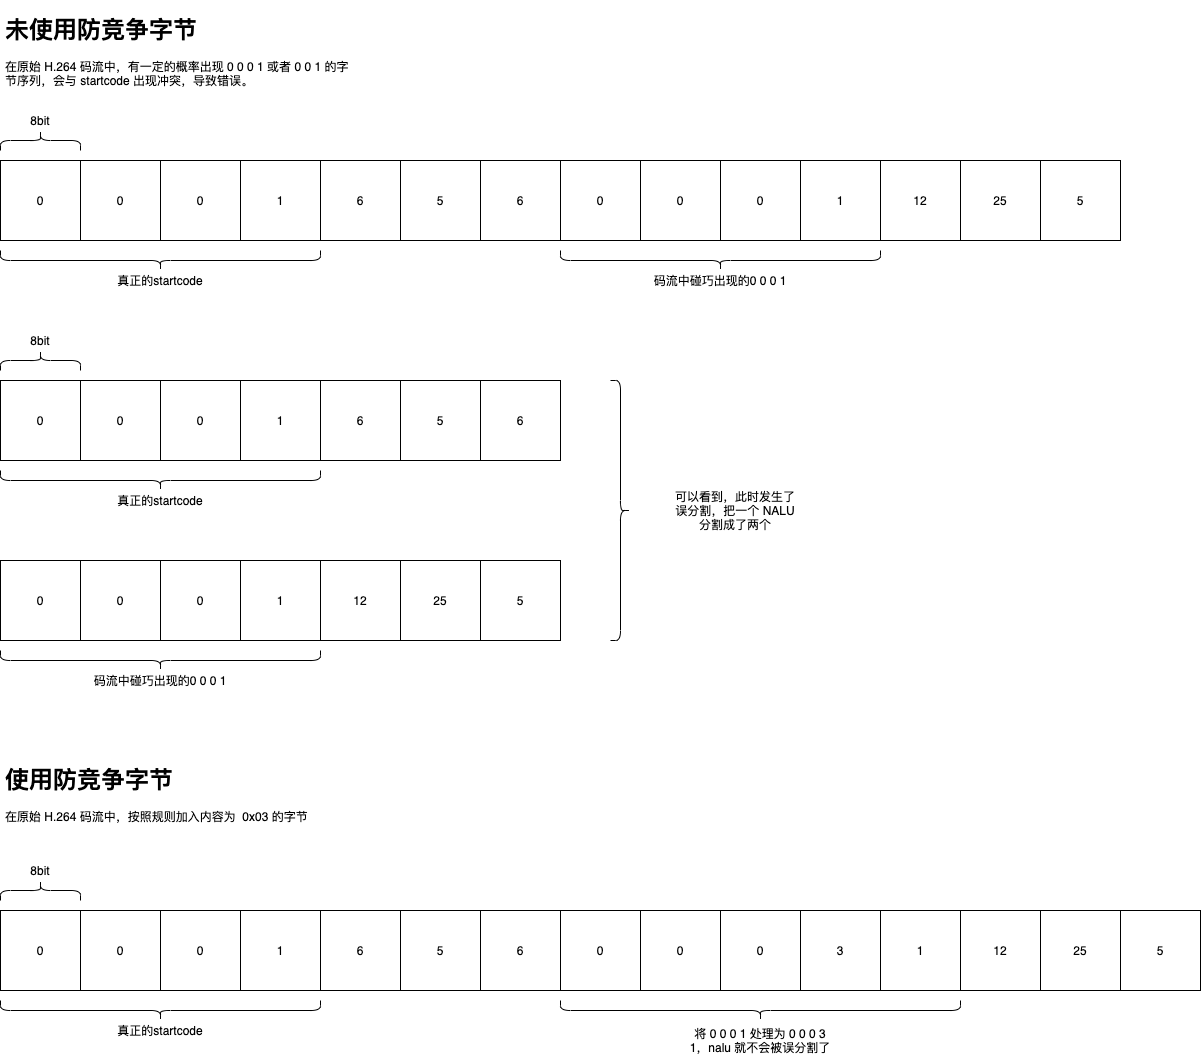 未使用防竞争字节
在原始 H.264 码流中，有一定的概率出现 0 0 0 1 或者 0 0 1 的字
节序列，会与 startcode 出现冲突，导致错误。
8bit
0 0 0 1 6 5 6 0 0 0 1 12 25 5
真正的startcode
码流中碰巧出现的0 0 0 1
8bit
0 0 0 1 6 5 6
真正的startcode
可以看到，此时发生了
误分割，把一个 NALU
分割成了两个
0 0 0 1 12 25 5
码流中碰巧出现的0 0 0 1
使用防竞争字节
在原始 H.264 码流中，按照规则加入内容为 0x03 的字节
8bit
0 0 0 1 6 5 6 0 0 0 3 1 12 25 5
真正的startcode
将 0 0 0 1 处理为 0 0 0 3
1，nalu 就不会被误分割了